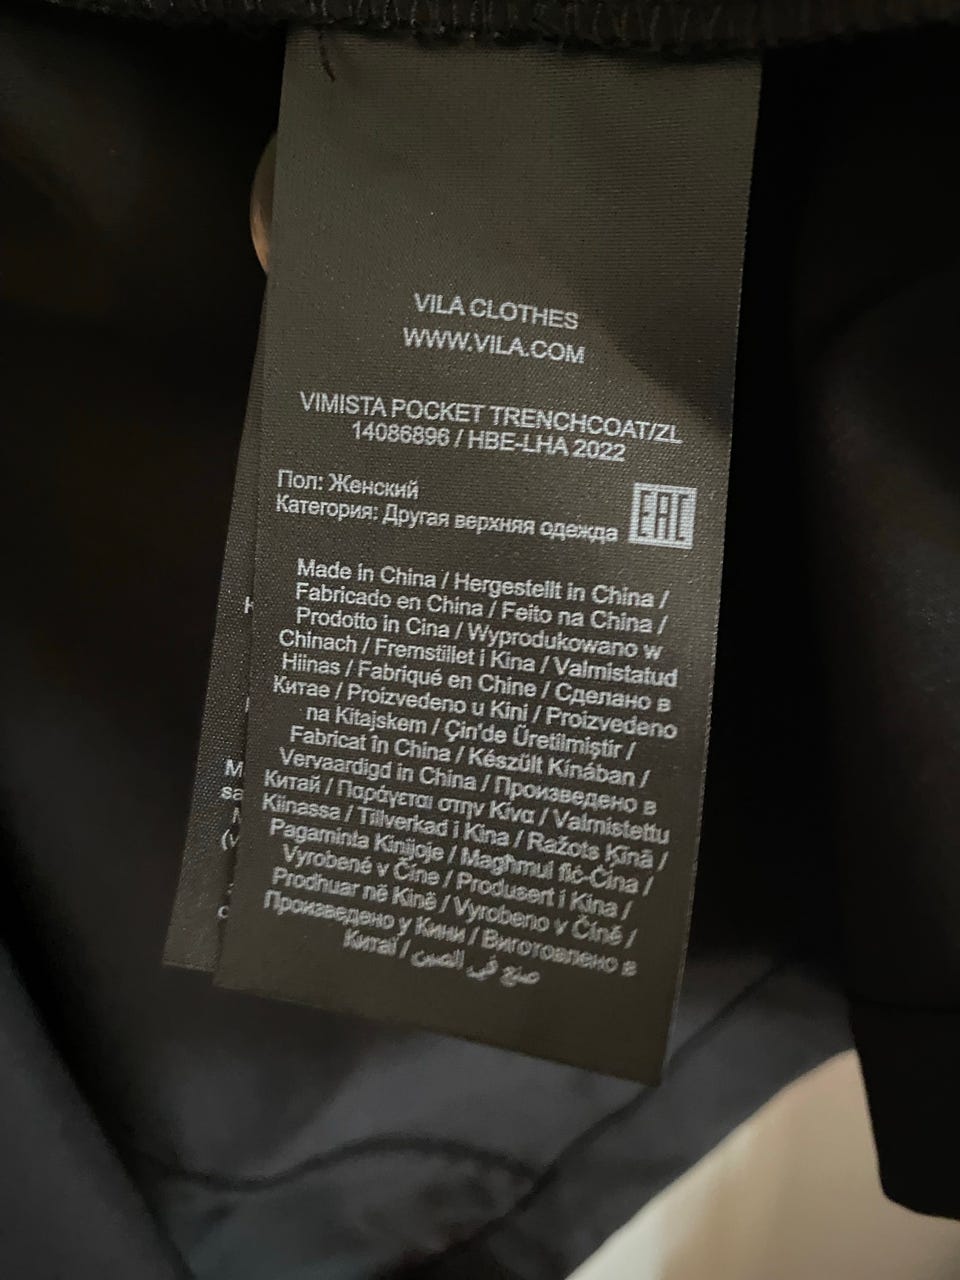 VILA CLOTHES
WWW.VILA.COM
VIMISTA POCKET TRENCHCOAT/ZL
14086896 / HBE-LHA 2022
Пол: Женский
Категория: Другая верхняя одежда
EAC
Made in China / Hergestellt in China /
Fabricado en China / Feito na China /
Prodotto in Cina / Wyprodukowano w
Chinach / Fremstillet i Kina / Valmistatud
Hiinas / Fabriqué en Chine / Сделано в
Китае / Proizvedeno u Kini / Proizvedeno
na Kitajskem / Çin'de Üretilmiştir /
Fabricat în China / Készült Kínában /
Vervaardigd in China / Произведено в
Китай / Παράγεται στην Κίνα / Valmistettu
Kiinassa / Tillverkad i Kina / Ražots Ķīnā /
Pagaminta Kinijoje / Magħmul fiċ-Ċina /
Vyrobené v Číne / Produsert i Kina /
Prodhuar në Kinë / Vyrobeno v Číně /
Произведено у Кини / Виготовлено в
Китаї / صنع في الصين